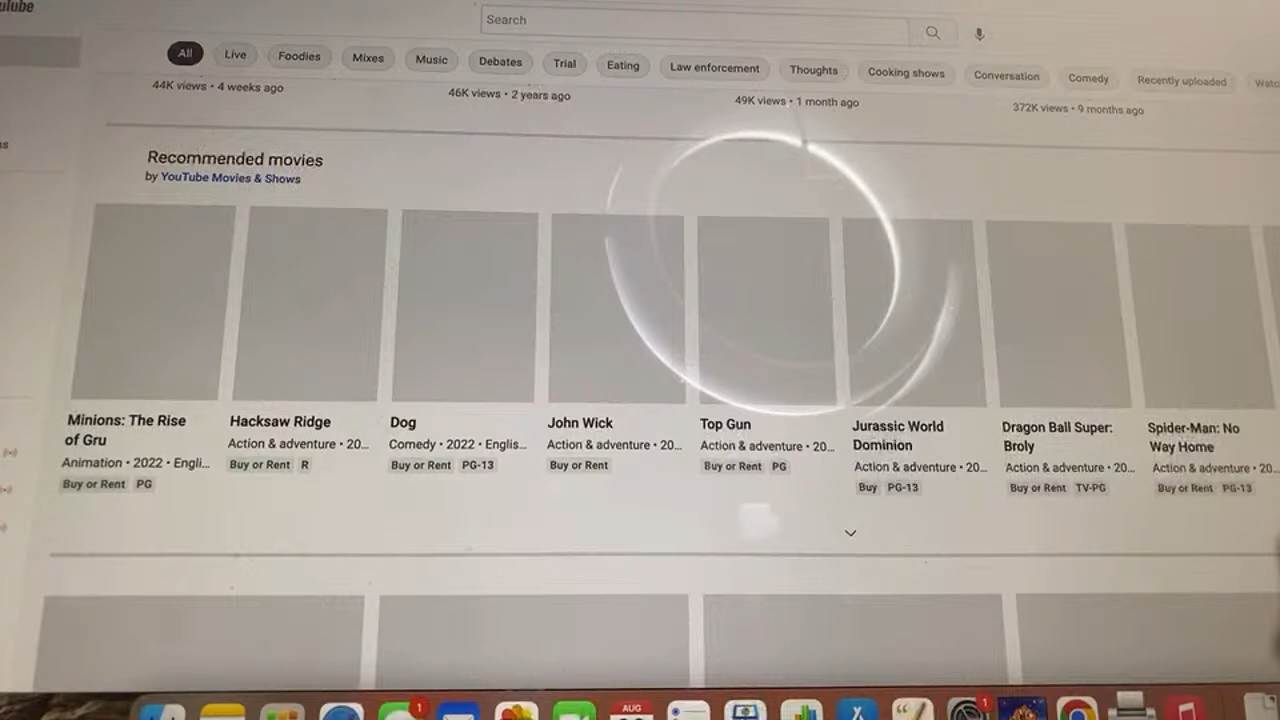 Search
All Live Foodies Mixes Music Debates Trial Eating Law enforcement Thoughts Cooking shows Conversation Comedy Recently uploaded
44K views • 4 weeks ago 46K views • 2 years ago 49K views • 1 month ago 372K views • 9 months ago
Recommended movies
by YouTube Movies & Shows
Minions: The Rise
of Gru
Animation • 2022 • Engli...
Buy or Rent PG
Hacksaw Ridge
Action & adventure • 20...
Buy or Rent R
Dog
Comedy • 2022 • Englis...
Buy or Rent PG-13
John Wick
Action & adventure • 20...
Buy or Rent
Top Gun
Action & adventure • 20...
Buy or Rent PG
Jurassic World
Dominion
Action & adventure • 20...
Buy PG-13
Dragon Ball Super:
Broly
Action & adventure • 20...
Buy or Rent TV-PG
Spider-Man: No
Way Home
Action & adventure • 20...
Buy or Rent PG-13
1
AUG
1